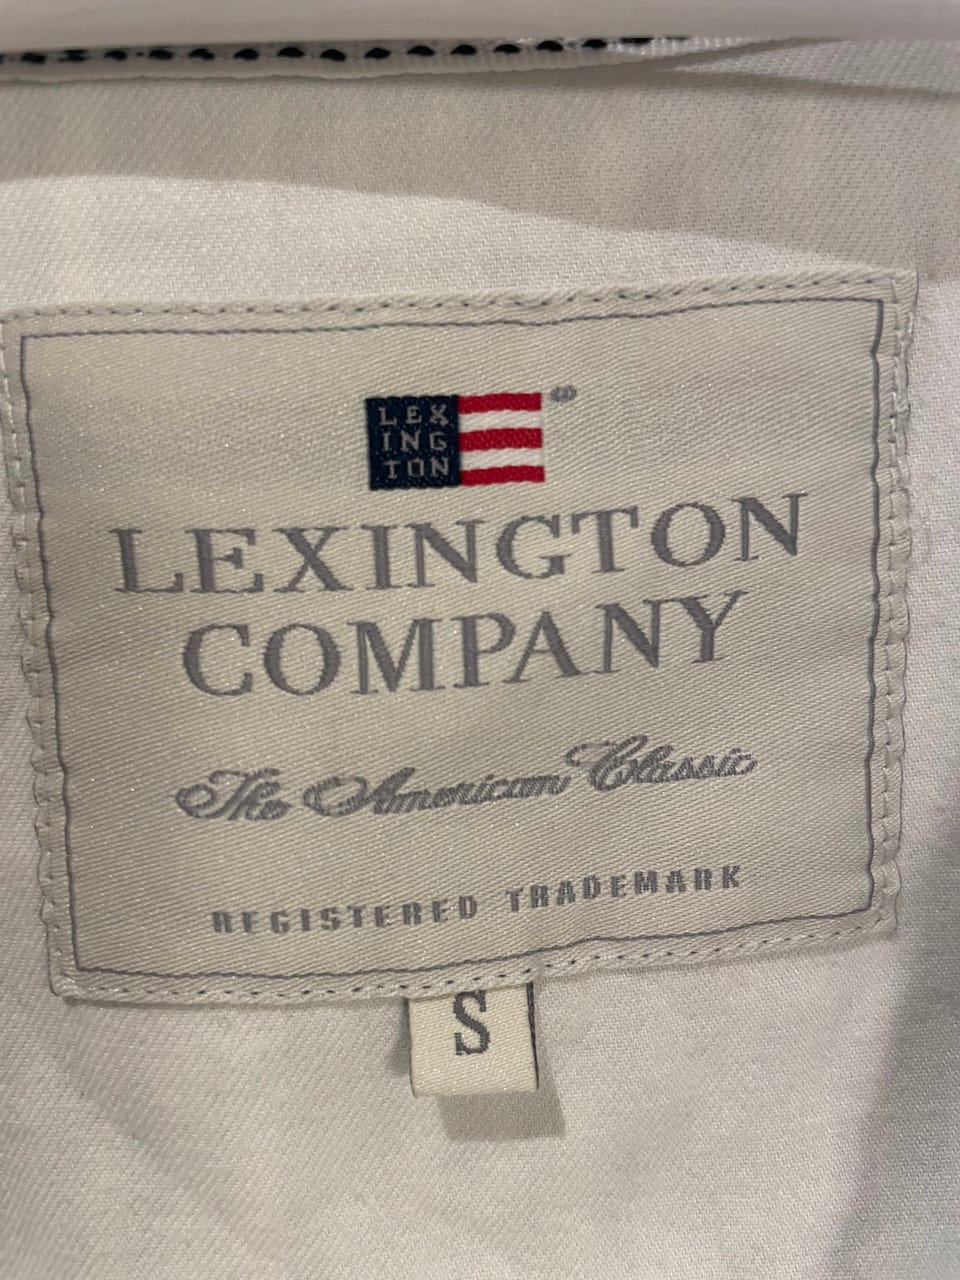 LEX
ING
TON
LEXINGTON
COMPANY
The American Classic
REGISTERED TRADEMARK
S